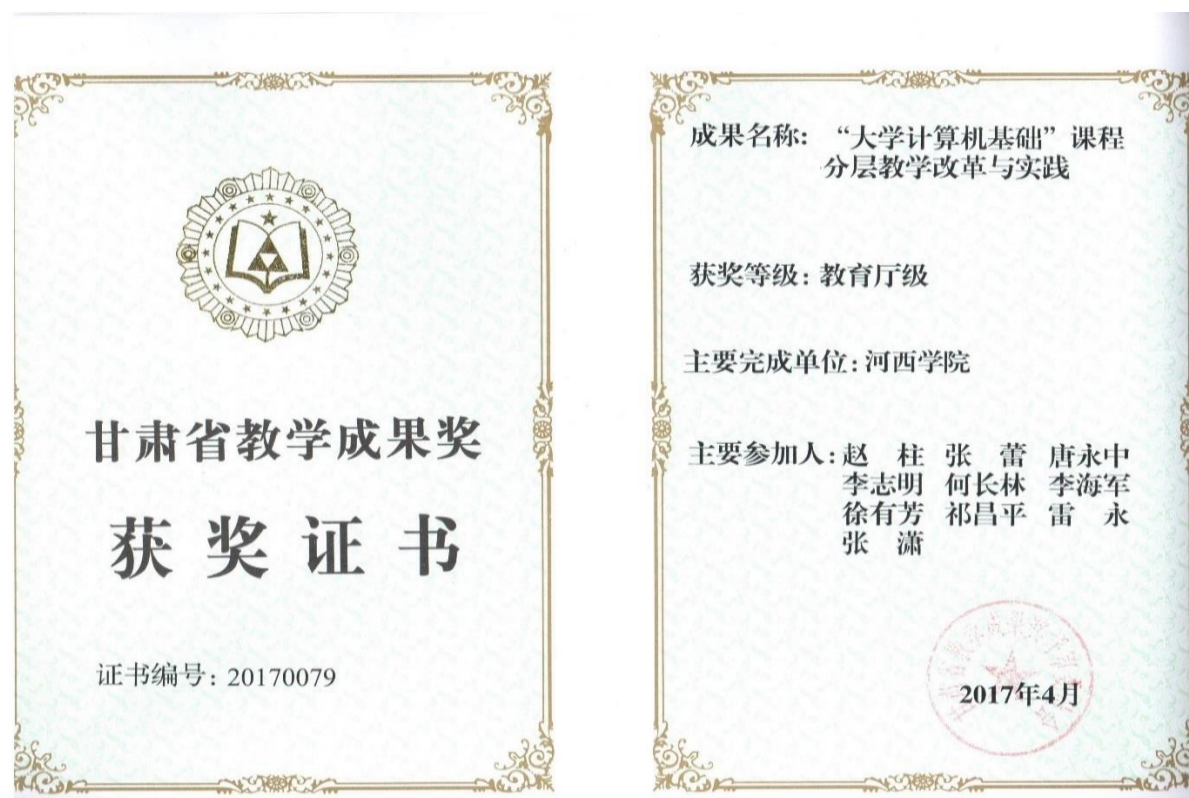 甘肃省教学成果奖
获奖证书
证书编号: 20170079
成果名称: “大学计算机基础”课程
分层教学改革与实践
获奖等级: 教育厅级
主要完成单位: 河西学院
主要参加人: 赵 柱 张 蕾 唐永中
李志明 何长林 李海军
徐有芳 祁昌平 雷 永
张 潇
2017年4月